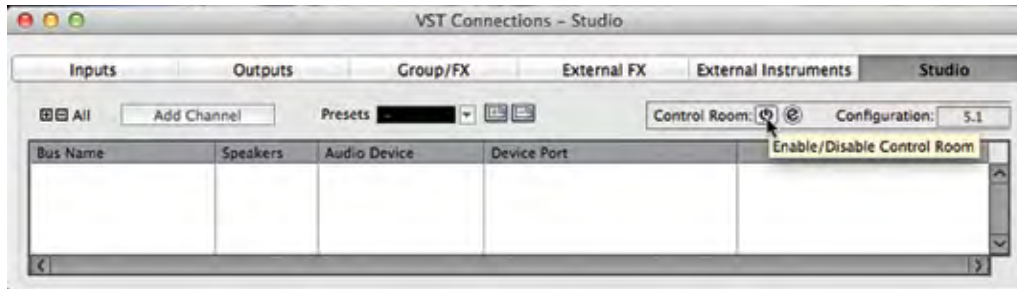 VST Connections – Studio
Inputs Outputs Group/FX External FX External Instruments Studio
All Add Channel Presets Control Room: Configuration: 5.1
Enable/Disable Control Room
Bus Name Speakers Audio Device Device Port